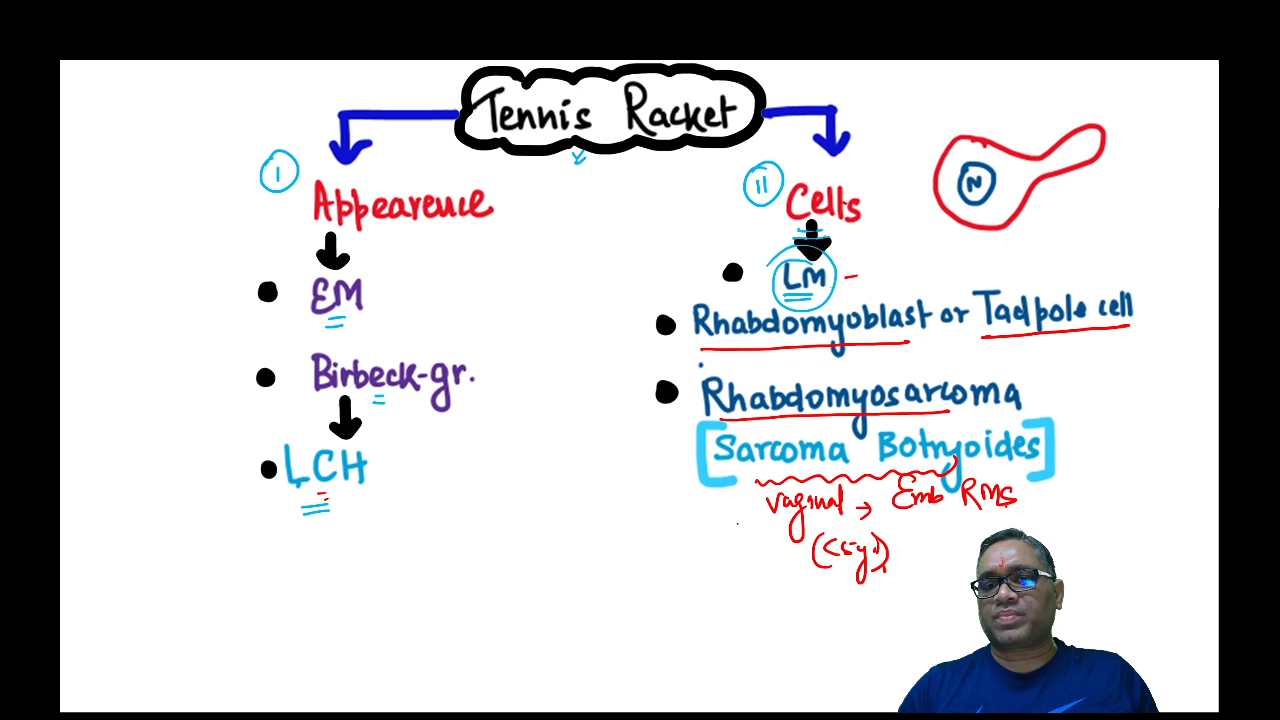 Tennis Racket
I
Appearence
EM
Birbeck-gr.
LCH
II
Cells
LM
Rhabdomyoblast or Tadpole cell
Rhabdomyosarcoma
[Sarcoma Botryoides]
vaginal → Emb RMS
(<5y)
N